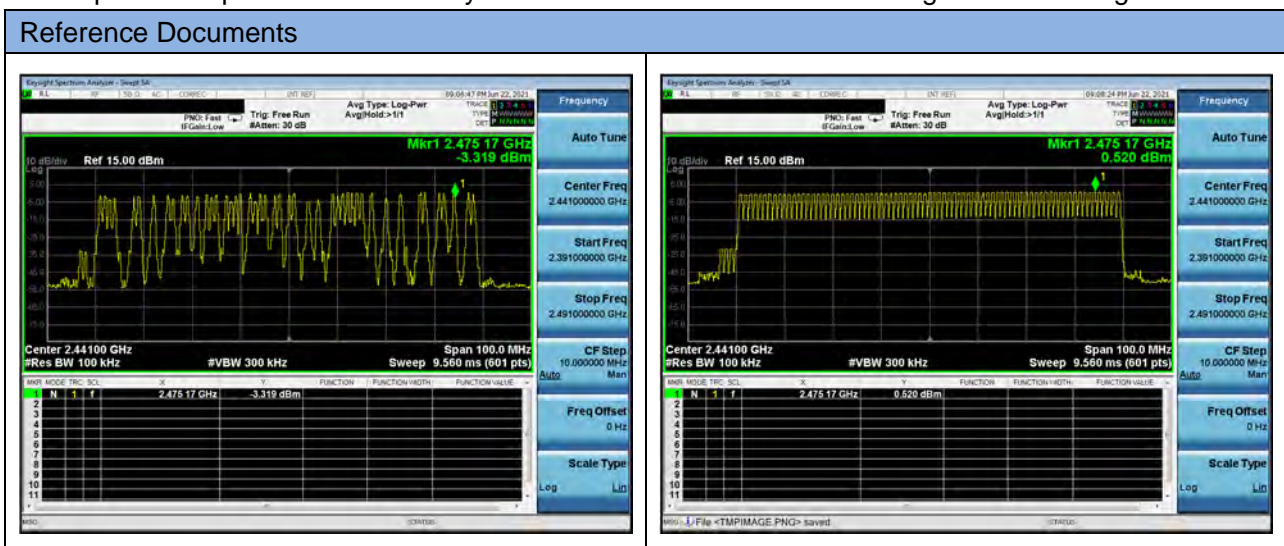 Reference Documents
Keysight Spectrum Analyzer - Swept SA
09:06:47 PM Jun 22, 2021
Avg Type: Log-Pwr
TRACE
PNO: Fast
Trig: Free Run
Avg|Hold:>1/1
TYPE
IFGain:Low
#Atten: 30 dB
DET
Mkr1 2.475 17 GHz
-3.319 dBm
10 dB/div
Ref 15.00 dBm
Log
Center 2.44100 GHz
Span 100.0 MHz
#Res BW 100 kHz
#VBW 300 kHz
Sweep 9.560 ms (601 pts)
MKR MODE TRC SCL X Y FUNCTION FUNCTION WIDTH FUNCTION VALUE
1 N 1 f 2.475 17 GHz -3.319 dBm
2
3
4
5
6
7
8
9
10
11
MSG
STATUS
Frequency
Auto Tune
Center Freq
2.441000000 GHz
Start Freq
2.391000000 GHz
Stop Freq
2.491000000 GHz
CF Step
10.000000 MHz
Auto Man
Freq Offset
0 Hz
Scale Type
Log Lin
Keysight Spectrum Analyzer - Swept SA
09:08:24 PM Jun 22, 2021
Avg Type: Log-Pwr
TRACE
PNO: Fast
Trig: Free Run
Avg|Hold:>1/1
TYPE
IFGain:Low
#Atten: 30 dB
DET
Mkr1 2.475 17 GHz
0.520 dBm
10 dB/div
Ref 15.00 dBm
Log
Center 2.44100 GHz
Span 100.0 MHz
#Res BW 100 kHz
#VBW 300 kHz
Sweep 9.560 ms (601 pts)
MKR MODE TRC SCL X Y FUNCTION FUNCTION WIDTH FUNCTION VALUE
1 N 1 f 2.475 17 GHz 0.520 dBm
2
3
4
5
6
7
8
9
10
11
MSG
File <TMPIMAGE.PNG> saved
STATUS
Frequency
Auto Tune
Center Freq
2.441000000 GHz
Start Freq
2.391000000 GHz
Stop Freq
2.491000000 GHz
CF Step
10.000000 MHz
Auto Man
Freq Offset
0 Hz
Scale Type
Log Lin